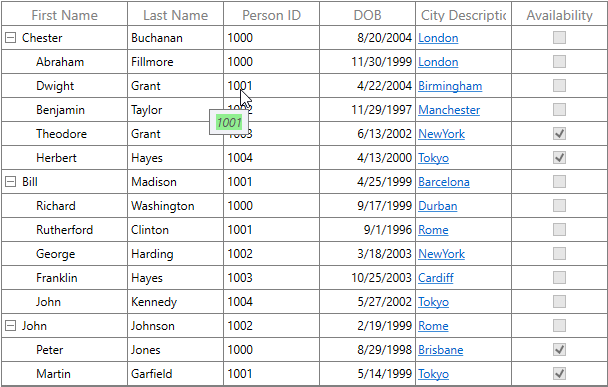 First Name Last Name Person ID DOB City Descriptio Availability
Chester Buchanan 1000 8/20/2004 London
Abraham Fillmore 1000 11/30/1999 London
Dwight Grant 1001 4/22/2004 Birmingham
Benjamin Taylor 1002 11/29/1997 Manchester
1001
Theodore Grant 1003 6/13/2002 NewYork
Herbert Hayes 1004 4/13/2000 Tokyo
Bill Madison 1001 4/25/1999 Barcelona
Richard Washington 1000 9/17/1999 Durban
Rutherford Clinton 1001 9/1/1996 Rome
George Harding 1002 3/18/2003 NewYork
Franklin Hayes 1003 10/25/2003 Cardiff
John Kennedy 1004 5/27/2002 Tokyo
John Johnson 1002 2/19/1999 Rome
Peter Jones 1000 8/29/1998 Brisbane
Martin Garfield 1001 5/14/1999 Tokyo